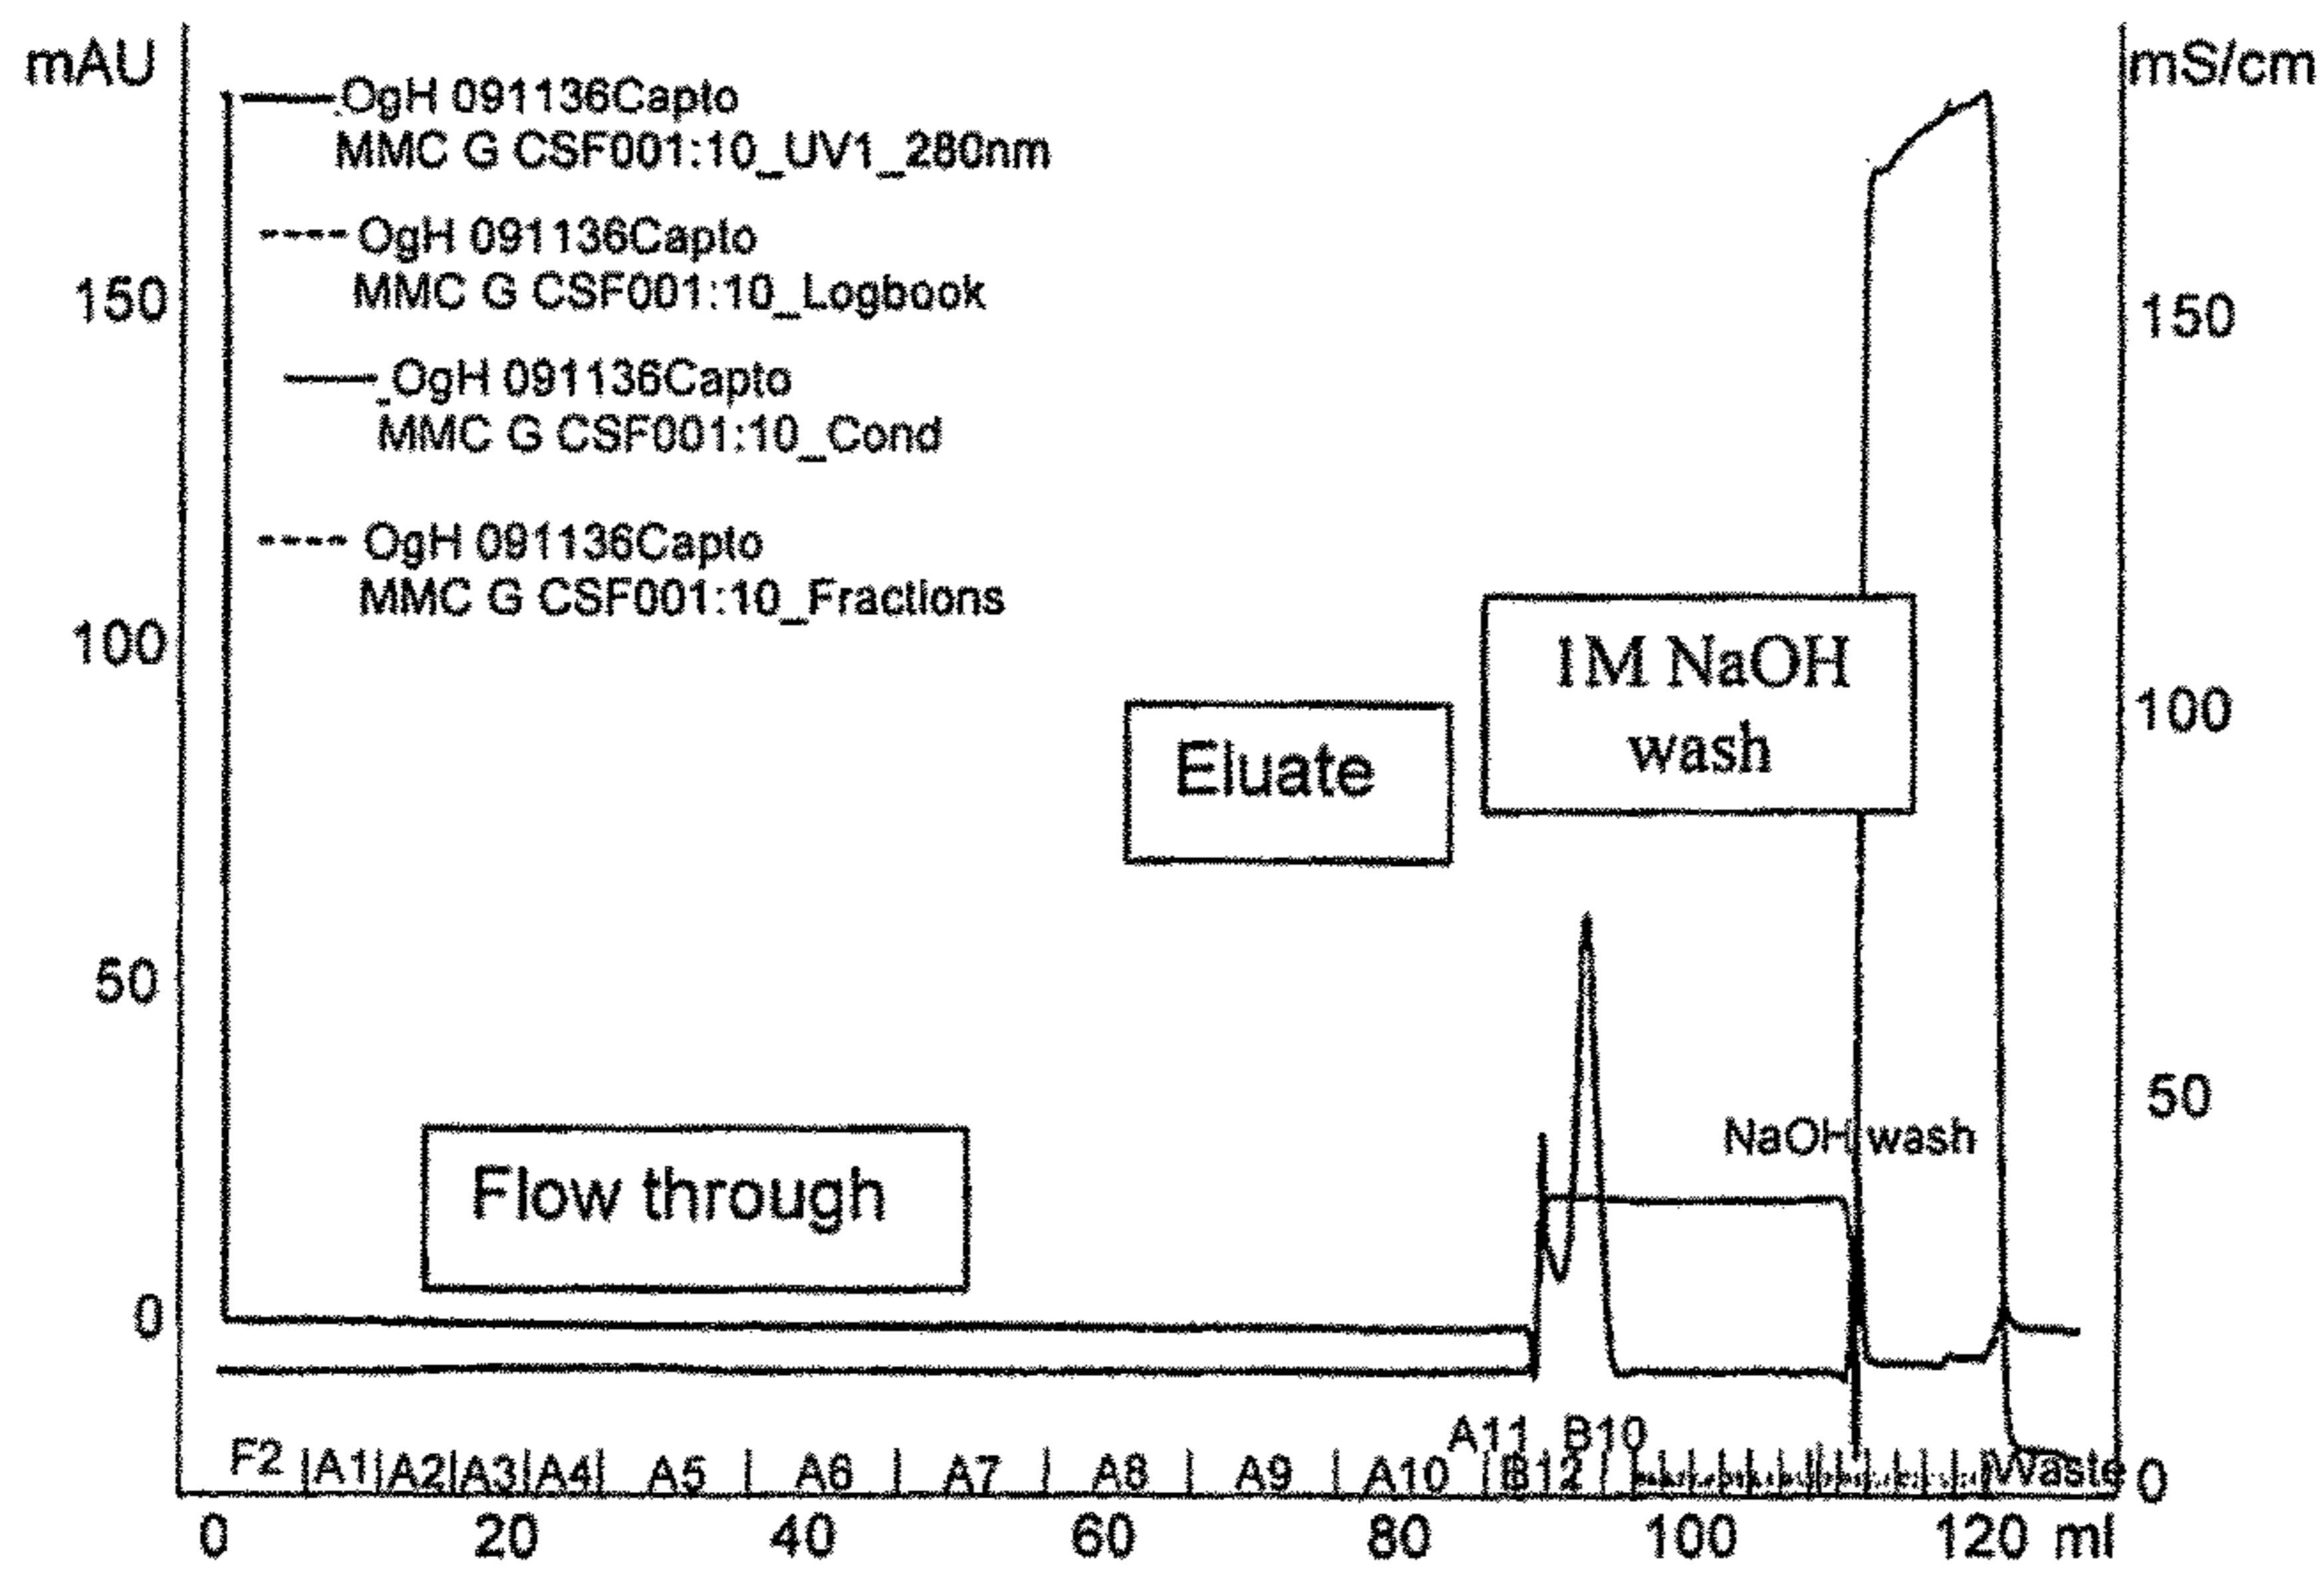 mAU
mS/cm
OgH 091136Capto
MMC G CSF001:10_UV1_280nm
OgH 091136Capto
MMC G CSF001:10_Logbook
OgH 091136Capto
MMC G CSF001:10_Cond
OgH 091136Capto
MMC G CSF001:10_Fractions
150
100
50
0
150
100
50
0
1M NaOH
wash
Eluate
NaOH wash
Flow through
A11 B10
F2 A1 A2 A3 A4 A5 A6 A7 A8 A9 A10 B12 Waste
0 20 40 60 80 100 120 ml